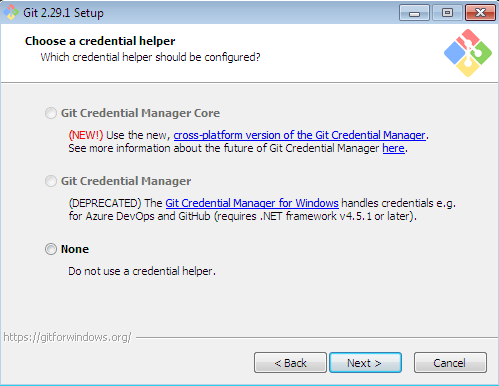 Git 2.29.1 Setup
Choose a credential helper
Which credential helper should be configured?
Git Credential Manager Core
(NEW!) Use the new, cross-platform version of the Git Credential Manager.
See more information about the future of Git Credential Manager here.
Git Credential Manager
(DEPRECATED) The Git Credential Manager for Windows handles credentials e.g.
for Azure DevOps and GitHub (requires .NET framework v4.5.1 or later).
None
Do not use a credential helper.
https://gitforwindows.org/
< Back Next > Cancel